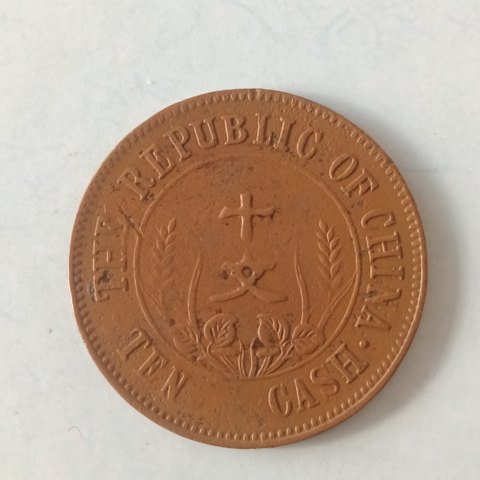 THE REPUBLIC OF CHINA
十
文
TEN CASH